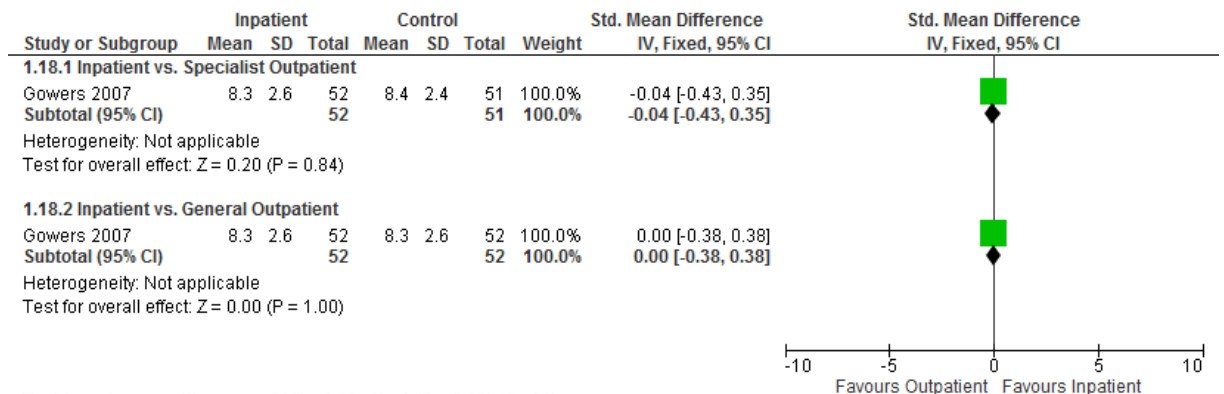 Inpatient Control Std. Mean Difference Std. Mean Difference
Study or Subgroup Mean SD Total Mean SD Total Weight IV, Fixed, 95% CI IV, Fixed, 95% CI
1.18.1 Inpatient vs. Specialist Outpatient
Gowers 2007 8.3 2.6 52 8.4 2.4 51 100.0% -0.04 [-0.43, 0.35]
Subtotal (95% CI) 52 51 100.0% -0.04 [-0.43, 0.35]
Heterogeneity: Not applicable
Test for overall effect: Z = 0.20 (P = 0.84)
1.18.2 Inpatient vs. General Outpatient
Gowers 2007 8.3 2.6 52 8.3 2.6 52 100.0% 0.00 [-0.38, 0.38]
Subtotal (95% CI) 52 52 100.0% 0.00 [-0.38, 0.38]
Heterogeneity: Not applicable
Test for overall effect: Z = 0.00 (P = 1.00)
-10 -5 0 5 10
Favours Outpatient Favours Inpatient